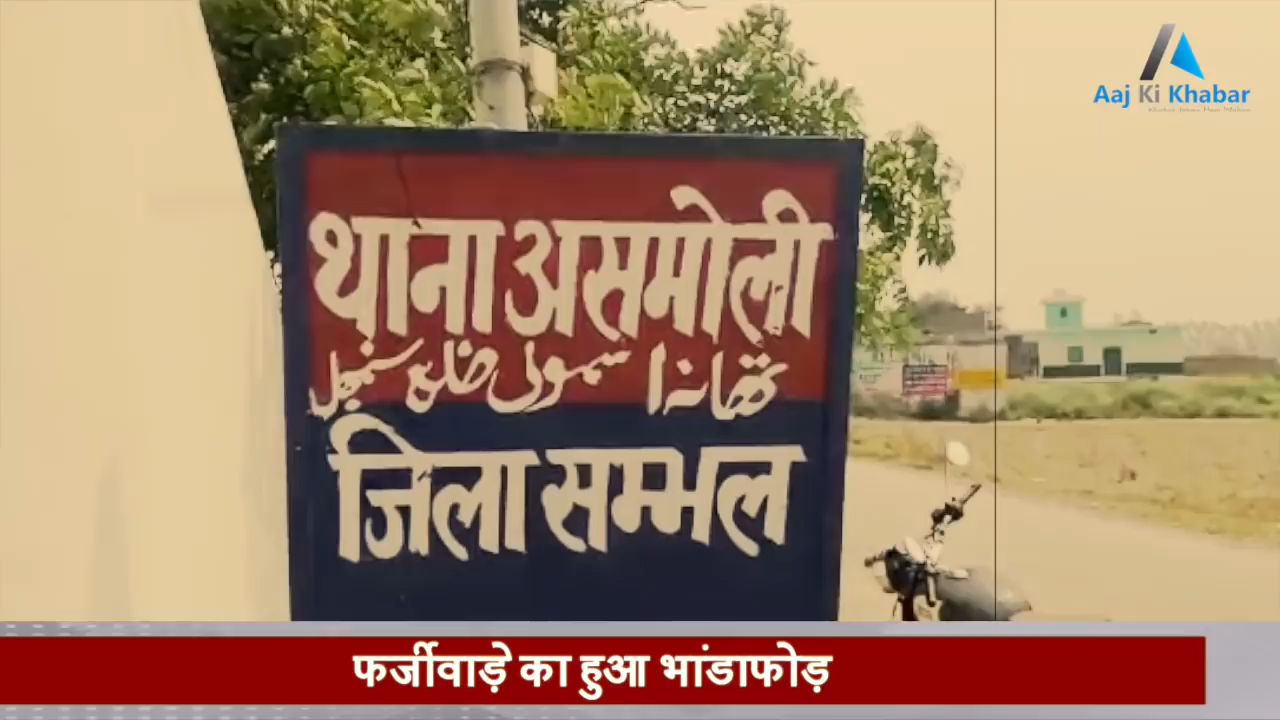 Aaj Ki Khabar
थाना असमोली
تھانہ اسمولی ضلع سنبھل
जिला सम्भल
फर्जीवाड़े का हुआ भांडाफोड़